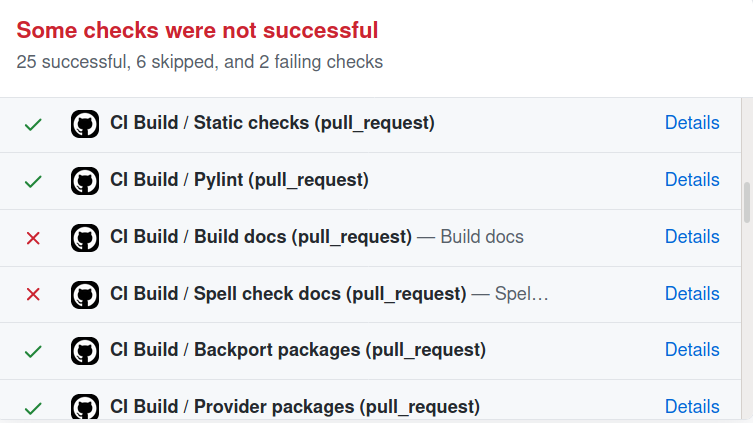 Some checks were not successful
25 successful, 6 skipped, and 2 failing checks
CI Build / Static checks (pull_request) Details
CI Build / Pylint (pull_request) Details
CI Build / Build docs (pull_request) — Build docs Details
CI Build / Spell check docs (pull_request) — Spel… Details
CI Build / Backport packages (pull_request) Details
CI Build / Provider packages (pull_request) Details